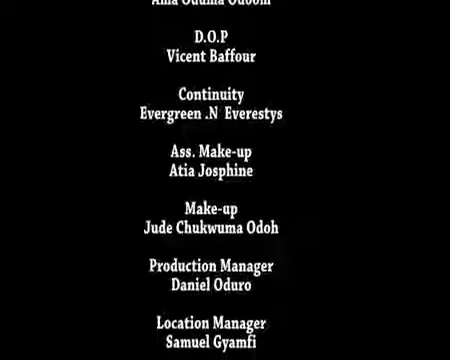 D.O.P
Vicent Baffour
Continuity
Evergreen .N Everestys
Ass. Make-up
Atia Josphine
Make-up
Jude Chukwuma Odoh
Production Manager
Daniel Oduro
Location Manager
Samuel Gyamfi